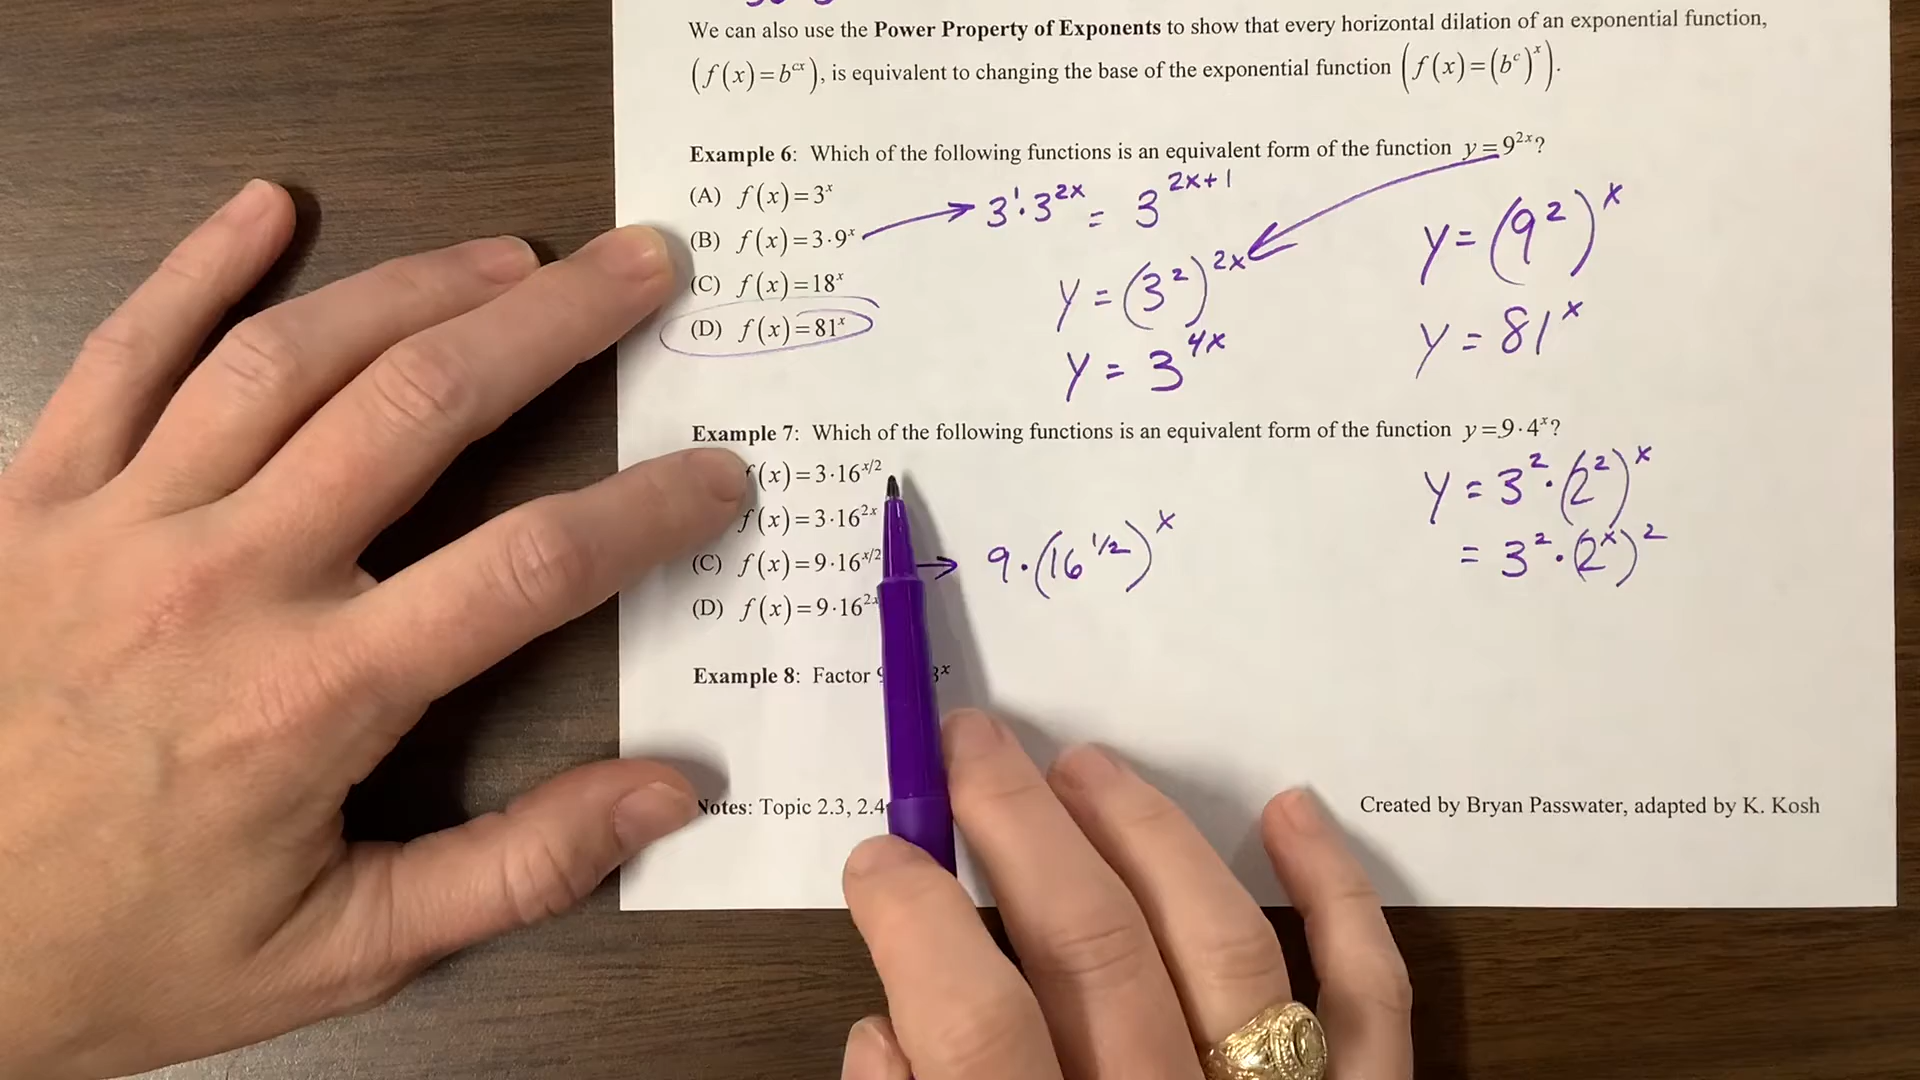 We can also use the Power Property of Exponents to show that every horizontal dilation of an exponential function,
(f(x)=b^{cx}), is equivalent to changing the base of the exponential function (f(x)=(b^c)^x).
Example 6: Which of the following functions is an equivalent form of the function y=9^{2x}?
(A) f(x)=3^x
(B) f(x)=3·9^x
(C) f(x)=18^x
(D) f(x)=81^x
→ 3^1·3^{2x} = 3^{2x+1}
y=(3^2)^{2x}
y=3^{4x}
y=(9^2)^x
y=81^x
Example 7: Which of the following functions is an equivalent form of the function y=9·4^x?
f(x)=3·16^{x/2}
f(x)=3·16^{2x}
(C) f(x)=9·16^{x/2} → 9·(16^{1/2})^x
(D) f(x)=9·16^{2x}
y=3^2·(2^2)^x
=3^2·(2^x)^2
Example 8: Factor 3^x
Notes: Topic 2.3, 2.4
Created by Bryan Passwater, adapted by K. Kosh